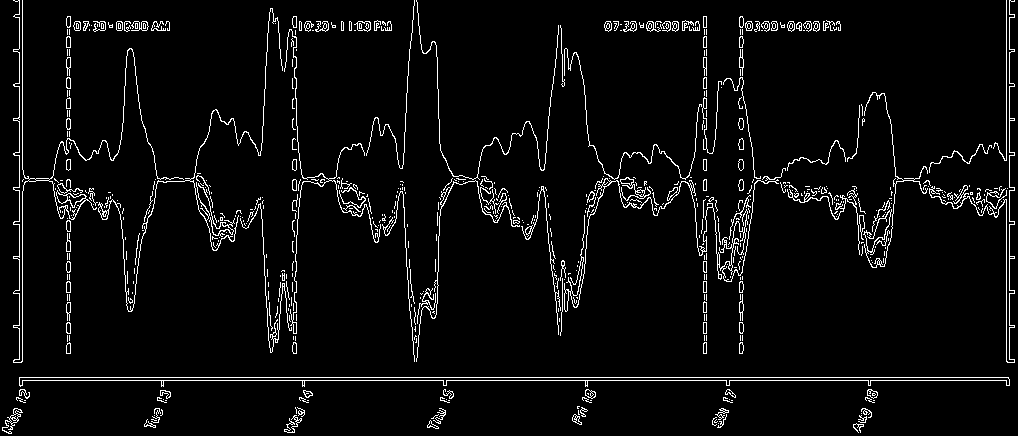 07:30 - 08:00 AM
10:30 - 11:00 PM
07:30 - 08:00 PM
03:00 - 04:00 PM
Mon 12
Tue 13
Wed 14
Thu 15
Fri 16
Sat 17
Aug 18